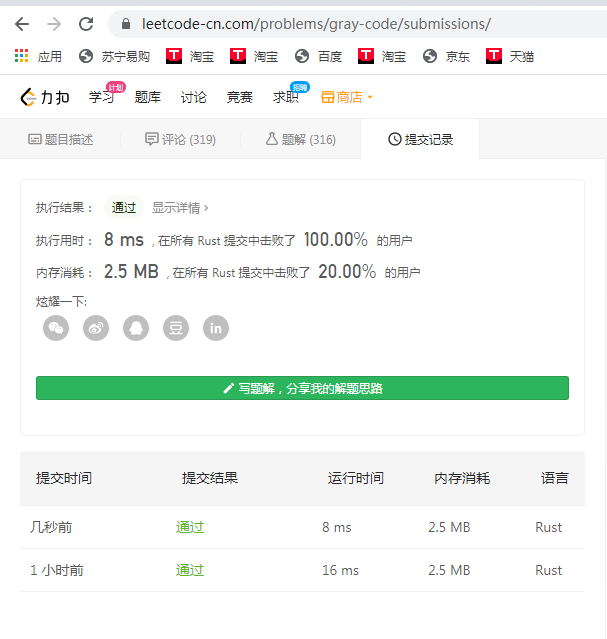 leetcode-cn.com/problems/gray-code/submissions/
应用 苏宁易购 淘宝 淘宝 百度 淘宝 京东 天猫
力扣 学习 升级 题库 讨论 竞赛 求职 招聘 商店
题目描述 评论 (319) 题解 (316) 提交记录
执行结果： 通过 显示详情 >
执行用时： 8 ms , 在所有 Rust 提交中击败了 100.00% 的用户
内存消耗： 2.5 MB , 在所有 Rust 提交中击败了 20.00% 的用户
炫耀一下:
豆 in
写题解，分享我的解题思路
提交时间 提交结果 运行时间 内存消耗 语言
几秒前 通过 8 ms 2.5 MB Rust
1 小时前 通过 16 ms 2.5 MB Rust